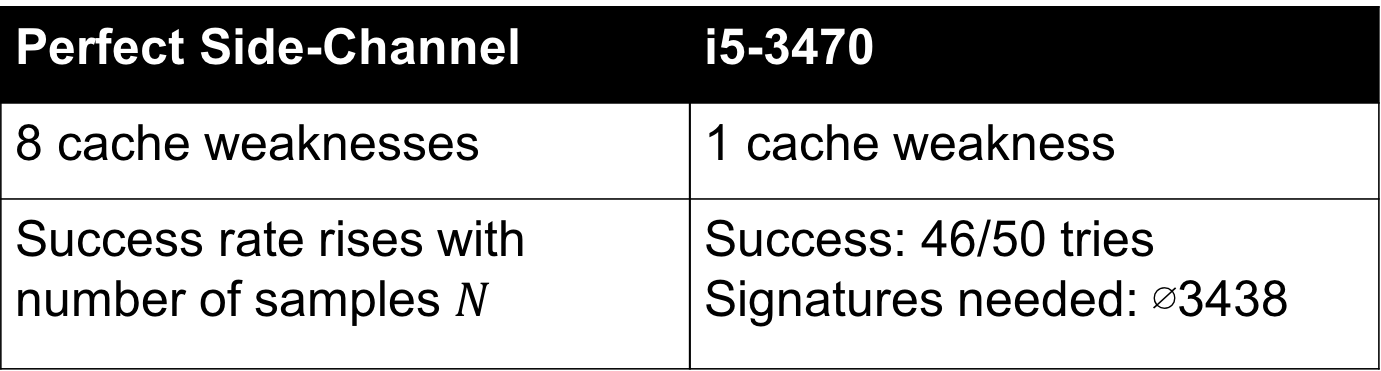 Perfect Side-Channel
i5-3470
8 cache weaknesses
1 cache weakness
Success rate rises with
number of samples N
Success: 46/50 tries
Signatures needed: ∅3438